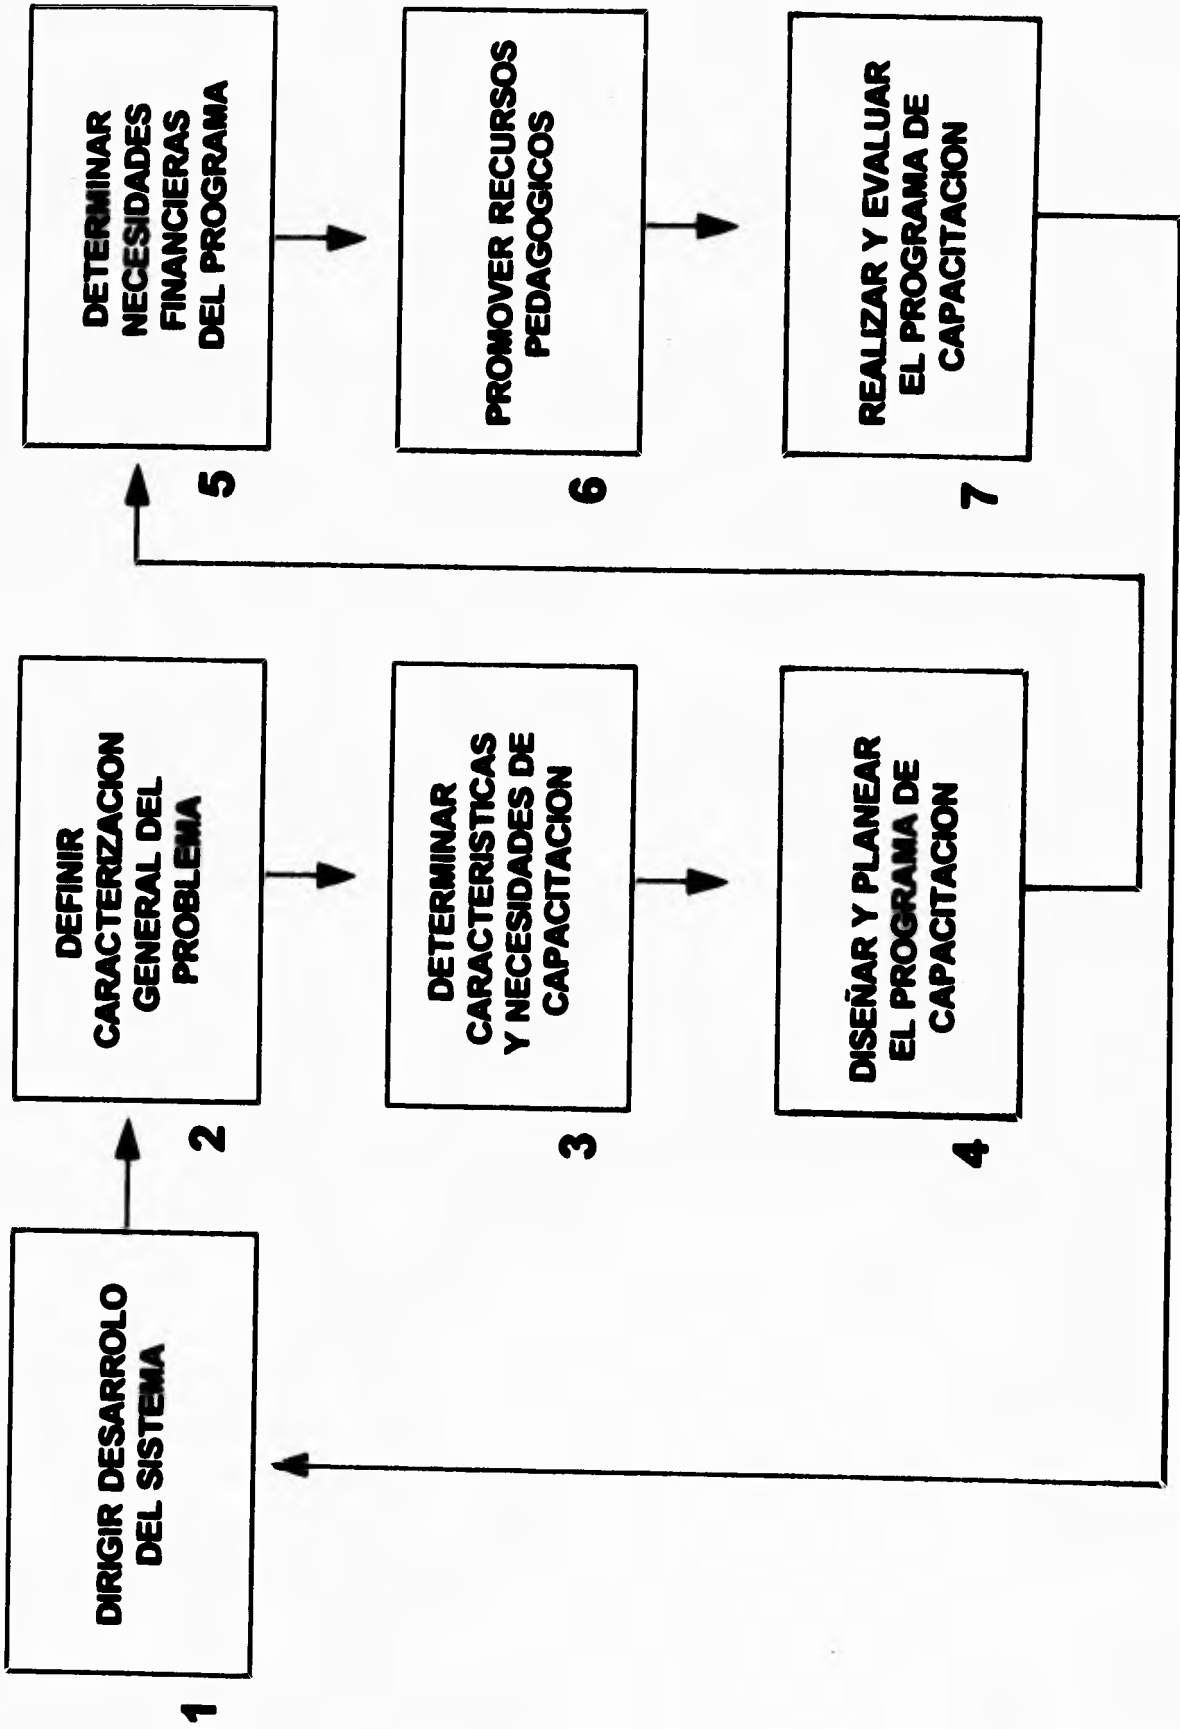 1
DIRIGIR DESARROLO
DEL SISTEMA
2
DEFINIR
CARACTERIZACION
GENERAL DEL
PROBLEMA
3
DETERMINAR
CARACTERISTICAS
Y NECESIDADES DE
CAPACITACION
4
DISEÑAR Y PLANEAR
EL PROGRAMA DE
CAPACITACION
5
DETERMINAR
NECESIDADES
FINANCIERAS
DEL PROGRAMA
6
PROMOVER RECURSOS
PEDAGOGICOS
7
REALIZAR Y EVALUAR
EL PROGRAMA DE
CAPACITACION